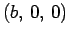 (b, 0, 0)